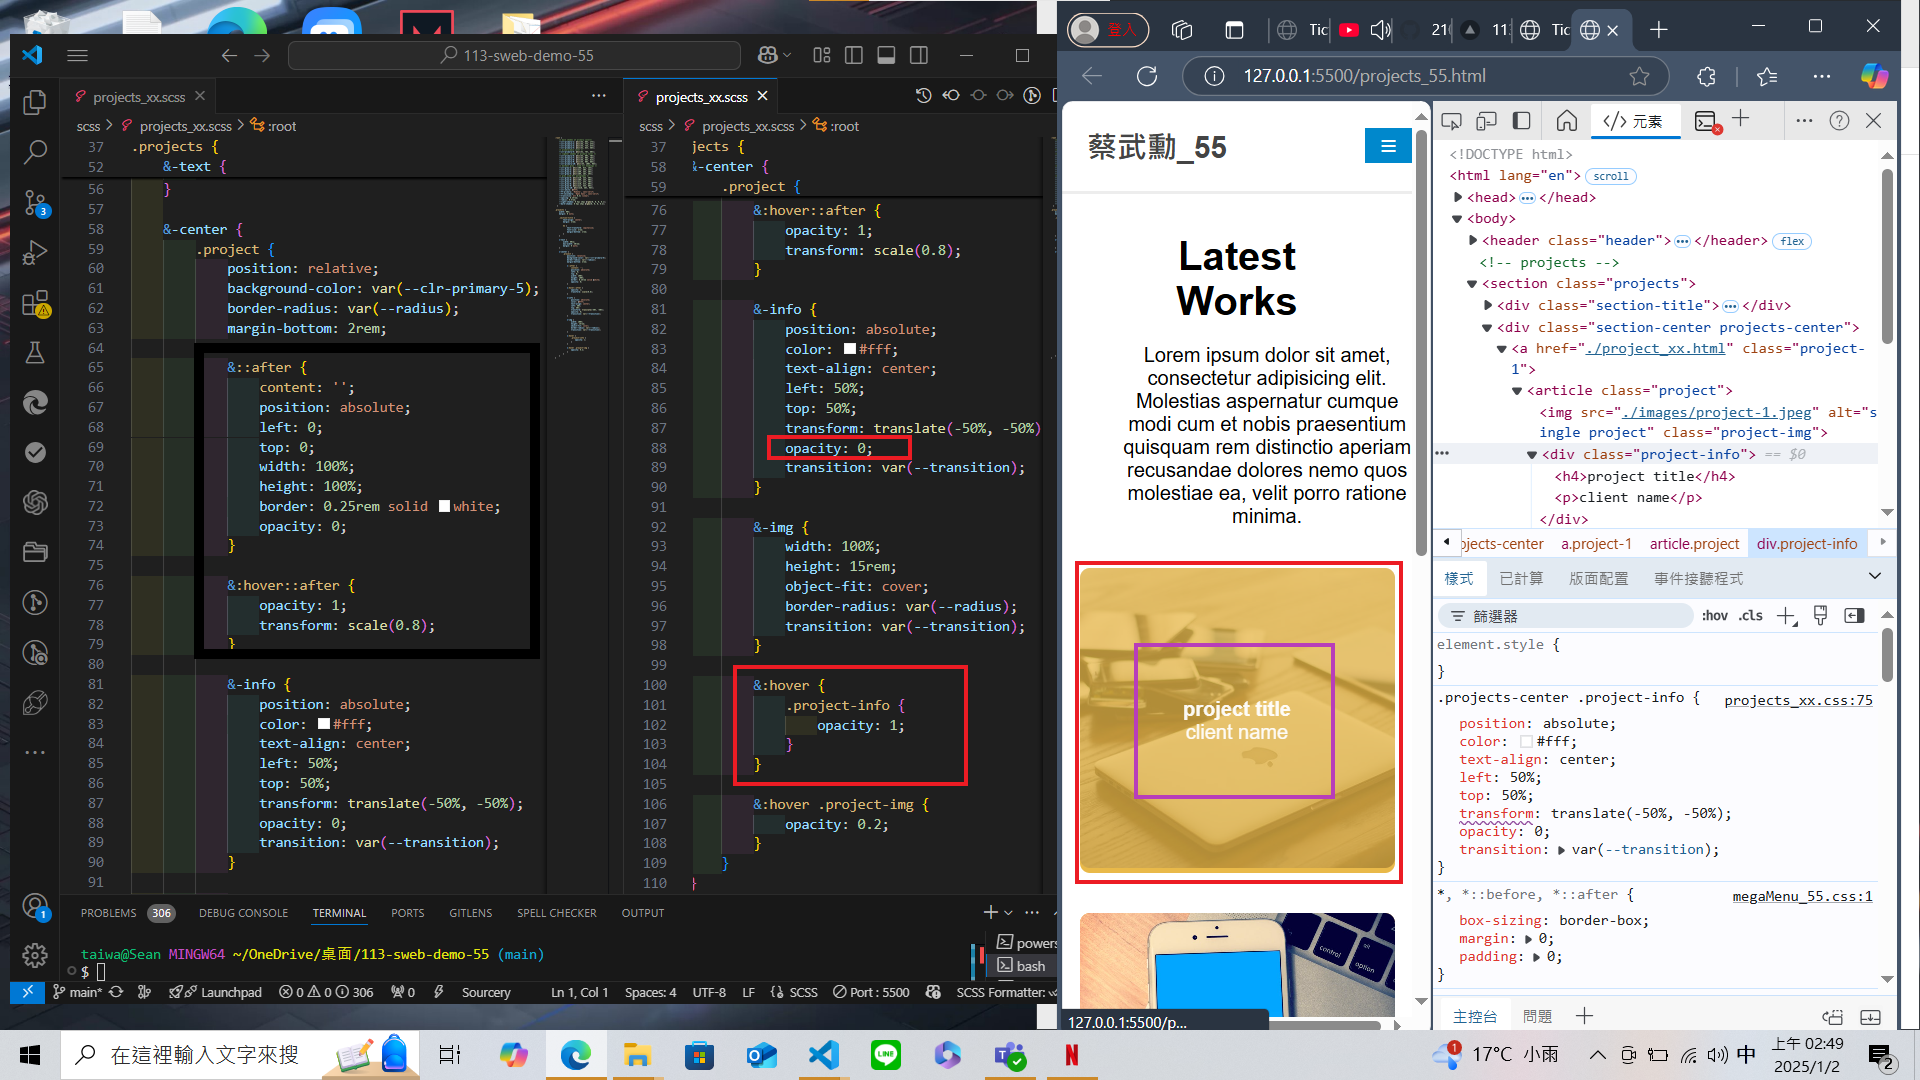 113-sweb-demo-55
projects_xx.scss
scss > projects_xx.scss > :root
37 .projects {
52 &-text {
56 }
57
58 &-center {
59 .project {
60 position: relative;
61 background-color: var(--clr-primary-5);
62 border-radius: var(--radius);
63 margin-bottom: 2rem;
64
65 &::after {
66 content: '';
67 position: absolute;
68 left: 0;
69 top: 0;
70 width: 100%;
71 height: 100%;
72 border: 0.25rem solid white;
73 opacity: 0;
74 }
75
76 &:hover::after {
77 opacity: 1;
78 transform: scale(0.8);
79 }
80
81 &-info {
82 position: absolute;
83 color: #fff;
84 text-align: center;
85 left: 50%;
86 top: 50%;
87 transform: translate(-50%, -50%);
88 opacity: 0;
89 transition: var(--transition);
90 }
91
projects_xx.scss
scss > projects_xx.scss > :root
37 jects {
58 &-center {
59 .project {
76 &:hover::after {
77 opacity: 1;
78 transform: scale(0.8);
79 }
80
81 &-info {
82 position: absolute;
83 color: #fff;
84 text-align: center;
85 left: 50%;
86 top: 50%;
87 transform: translate(-50%, -50%)
88 opacity: 0;
89 transition: var(--transition);
90 }
91
92 &-img {
93 width: 100%;
94 height: 15rem;
95 object-fit: cover;
96 border-radius: var(--radius);
97 transition: var(--transition);
98 }
99
100 &:hover {
101 .project-info {
102 opacity: 1;
103 }
104 }
105
106 &:hover .project-img {
107 opacity: 0.2;
108 }
109 }
110 }
PROBLEMS 306 DEBUG CONSOLE TERMINAL PORTS GITLENS SPELL CHECKER OUTPUT
taiwa@Sean MINGW64 ~/OneDrive/桌面/113-sweb-demo-55 (main)
$
powers
bash
main* Launchpad 0 0 306 0 Sourcery Ln 1, Col 1 Spaces: 4 UTF-8 LF SCSS Port : 5500 SCSS Formatter:
登入 Tic 21 11 Tic
127.0.0.1:5500/projects_55.html
蔡武勳_55
Latest
Works
Lorem ipsum dolor sit amet,
consectetur adipisicing elit.
Molestias aspernatur cumque
modi cum et nobis praesentium
quisquam rem distinctio aperiam
recusandae dolores nemo quos
molestiae ea, velit porro ratione
minima.
project title
client name
control
option
127.0.0.1:5500/p...
元素
<!DOCTYPE html>
<html lang="en"> scroll
<head> </head>
<body>
<header class="header"> </header> flex
<!-- projects -->
<section class="projects">
<div class="section-title"> </div>
<div class="section-center projects-center">
<a href="./project_xx.html" class="project-
1">
<article class="project">
<img src="./images/project-1.jpeg" alt="s
ingle project" class="project-img">
<div class="project-info"> == $0
<h4>project title</h4>
<p>client name</p>
</div>
ojects-center a.project-1 article.project div.project-info
樣式 已計算 版面配置 事件接聽程式
篩選器 :hov .cls
element.style {
}
.projects-center .project-info { projects_xx.css:75
position: absolute;
color: #fff;
text-align: center;
left: 50%;
top: 50%;
transform: translate(-50%, -50%);
opacity: 0;
transition: var(--transition);
}
*, *::before, *::after { megaMenu_55.css:1
box-sizing: border-box;
margin: 0;
padding: 0;
}
主控台 問題
在這裡輸入文字來搜
LINE
1 17°C 小雨 中 上午 02:49
2025/1/2
2